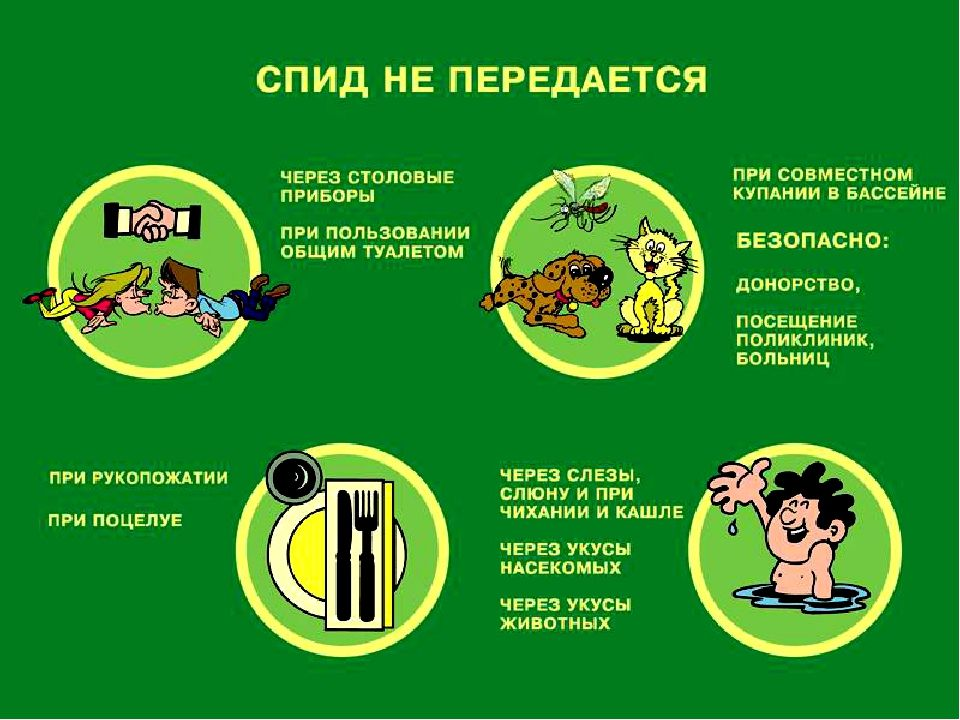 СПИД НЕ ПЕРЕДАЕТСЯ
ЧЕРЕЗ СТОЛОВЫЕ
ПРИБОРЫ
ПРИ ПОЛЬЗОВАНИИ
ОБЩИМ ТУАЛЕТОМ
ПРИ СОВМЕСТНОМ
КУПАНИИ В БАССЕЙНЕ
БЕЗОПАСНО:
ДОНОРСТВО,
ПОСЕЩЕНИЕ
ПОЛИКЛИНИК,
БОЛЬНИЦ
ПРИ РУКОПОЖАТИИ
ПРИ ПОЦЕЛУЕ
ЧЕРЕЗ СЛЕЗЫ,
СЛЮНУ И ПРИ
ЧИХАНИИ И КАШЛЕ
ЧЕРЕЗ УКУСЫ
НАСЕКОМЫХ
ЧЕРЕЗ УКУСЫ
ЖИВОТНЫХ